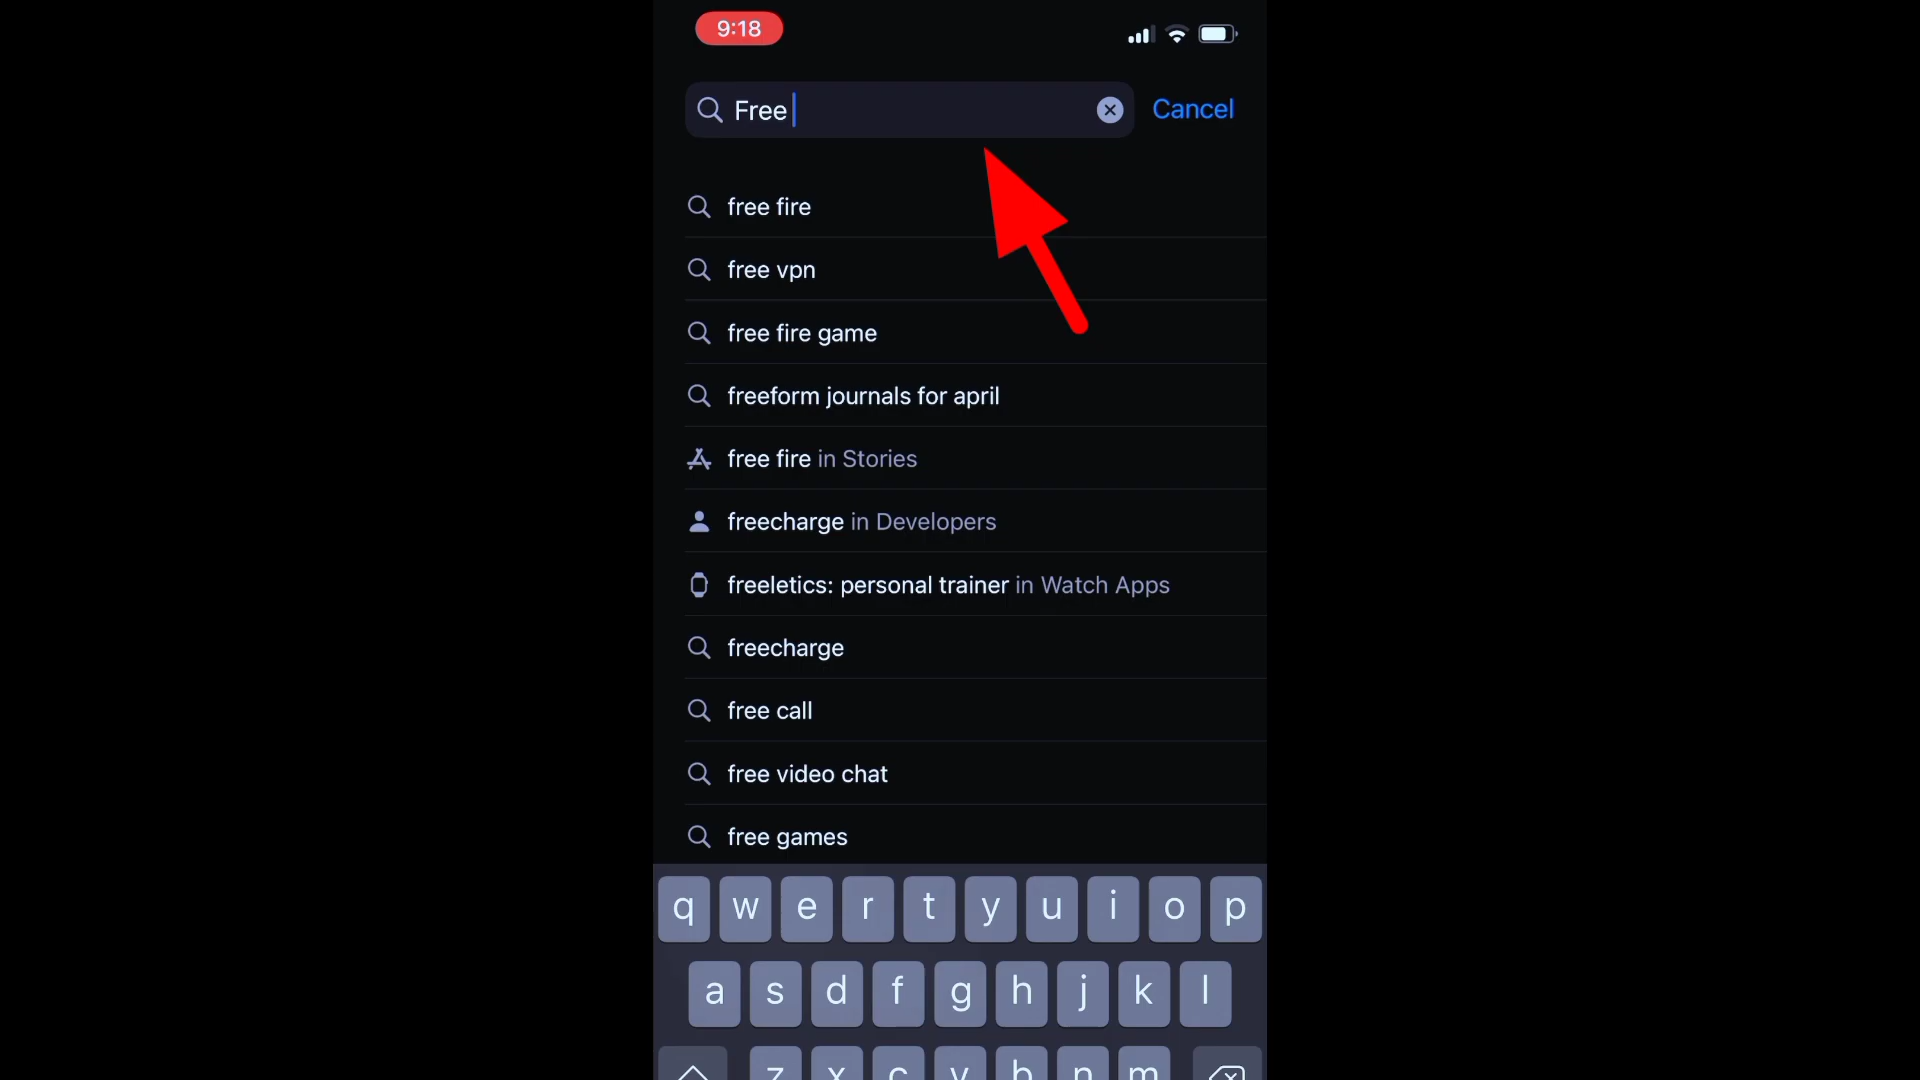 9:18
Free
Cancel
free fire
free vpn
free fire game
freeform journals for april
free fire in Stories
freecharge in Developers
freeletics: personal trainer in Watch Apps
freecharge
free call
free video chat
free games
q w e r t y u i o p
a s d f g h j k l
z x c v b n m